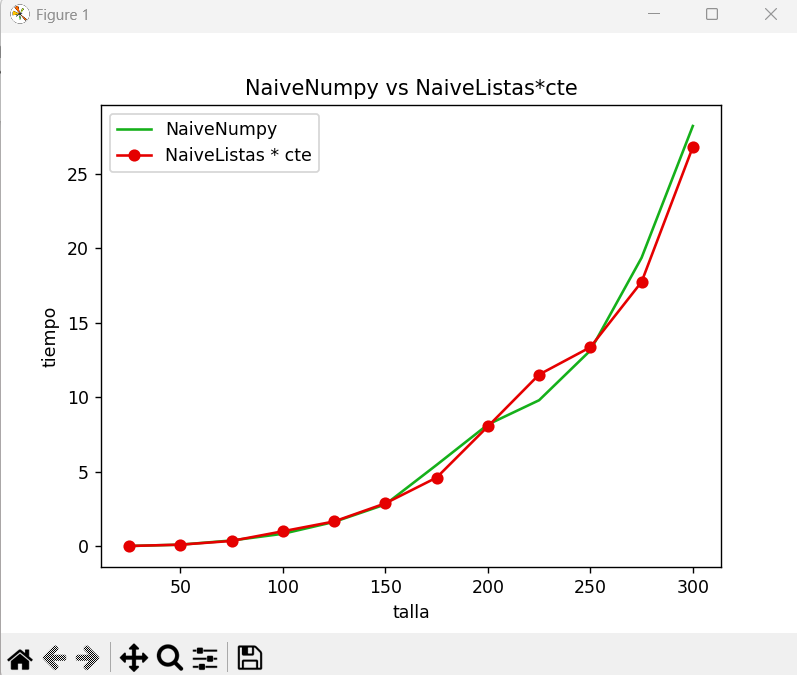 Figure 1
NaiveNumpy vs NaiveListas*cte
NaiveNumpy
NaiveListas * cte
25
20
15
10
5
0
tiempo
50 100 150 200 250 300
talla